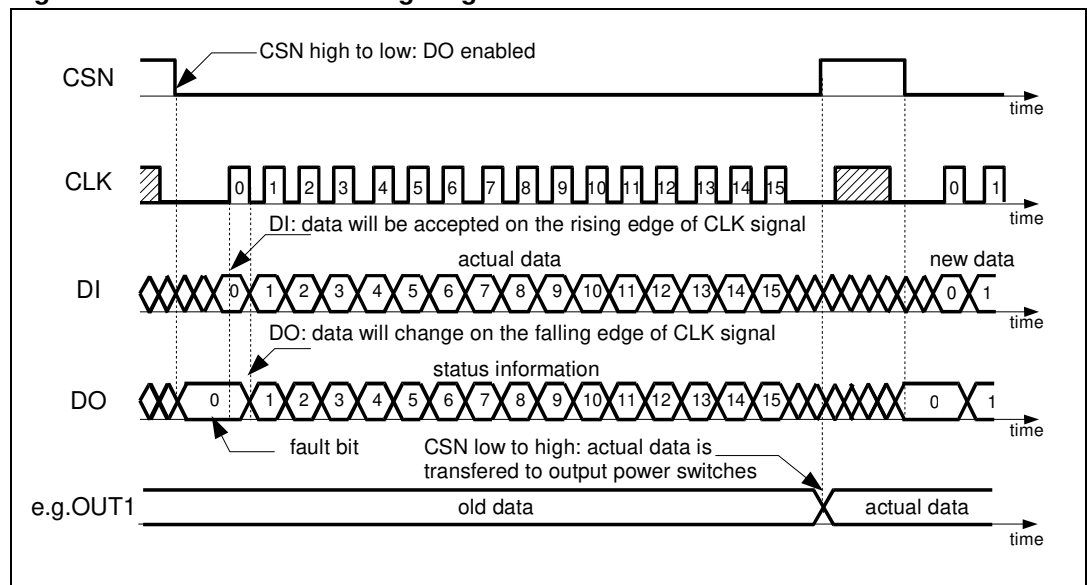 CSN
CSN high to low: DO enabled
time
CLK
0 1 2 3 4 5 6 7 8 9 10 11 12 13 14 15 0 1
time
DI: data will be accepted on the rising edge of CLK signal
actual data
new data
DI
0 1 2 3 4 5 6 7 8 9 10 11 12 13 14 15 0 1
time
DO: data will change on the falling edge of CLK signal
status information
DO
0 1 2 3 4 5 6 7 8 9 10 11 12 13 14 15 0 1
time
fault bit
CSN low to high: actual data is
transfered to output power switches
e.g.OUT1
old data
actual data
time